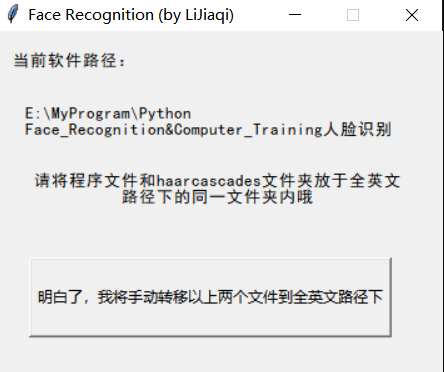 Face Recognition (by LiJiaqi)
当前软件路径：
E:\MyProgram\Python
Face_Recognition&Computer_Training人脸识别
请将程序文件和haarcascades文件夹放于全英文
路径下的同一文件夹内哦
明白了，我将手动转移以上两个文件到全英文路径下